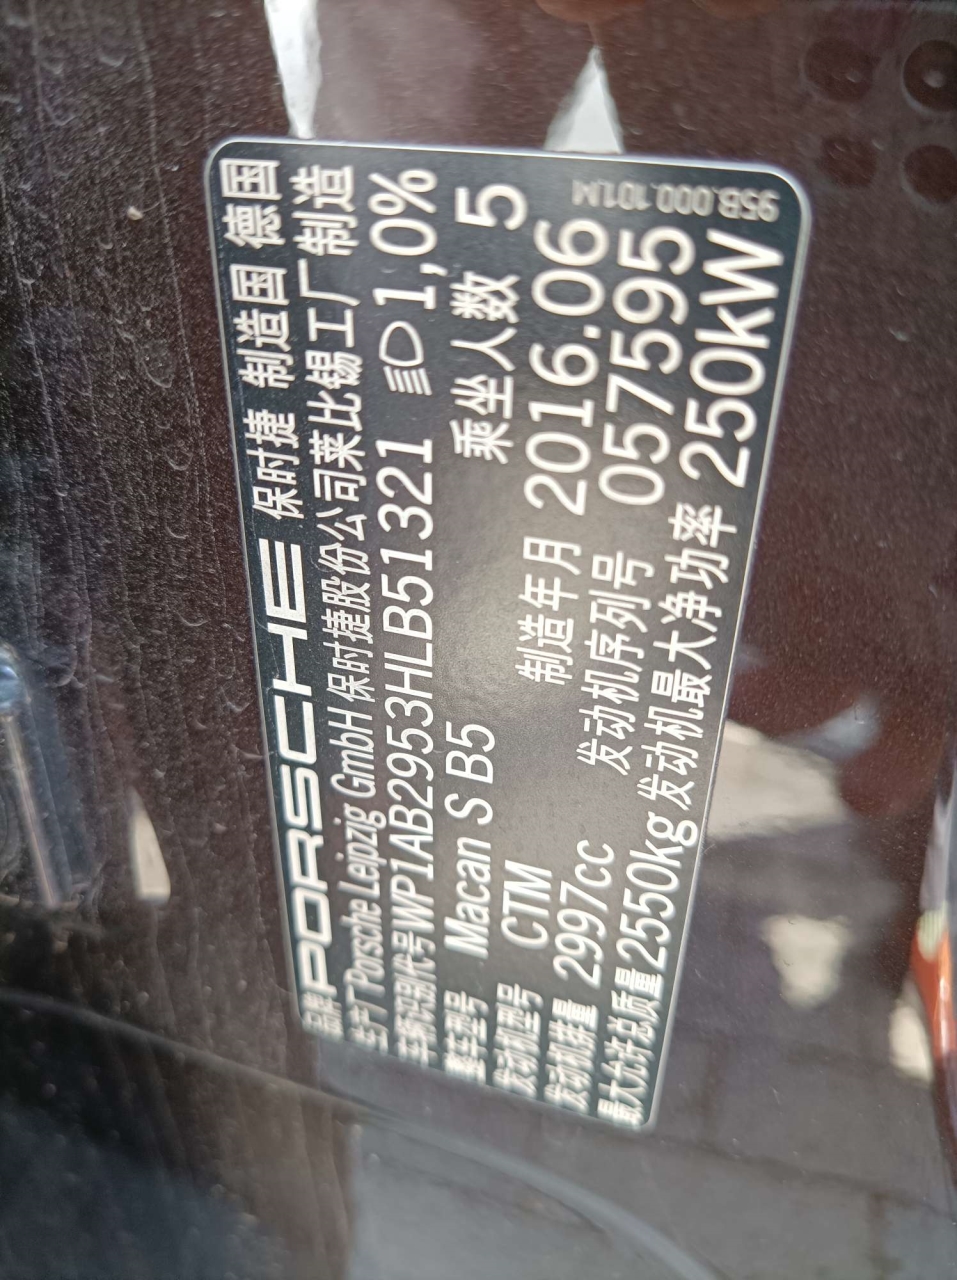 品牌 PORSCHE 保时捷 制造国 德国
生产厂 Porsche Leipzig GmbH 保时捷股份公司莱比锡工厂制造
车辆识别代号 WP1AB2953HLB51321 1,0%
整车型号 Macan S B5 乘坐人数 5
发动机型号 CTM 制造年月 2016.06
发动机排量 2997cc 发动机序列号 057595
最大允许总质量 2550kg 发动机最大净功率 250kW
95B.000.101.M